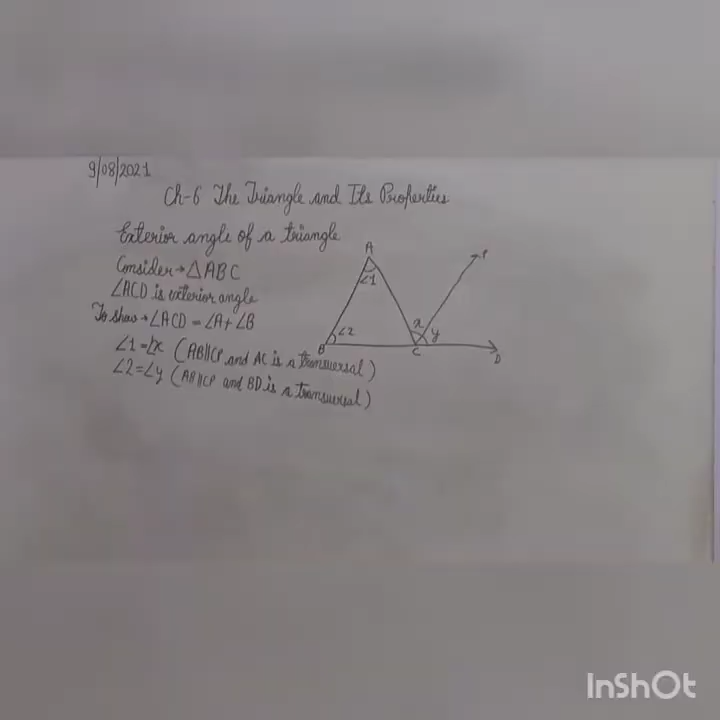 9/08/2021
Ch-6 The Triangle and Its Properties
Exterior angle of a triangle
Consider → △ABC
∠ACD is exterior angle
To show → ∠ACD = ∠A + ∠B
∠1 = ∠x (AB||CP and AC is a transversal)
∠2 = ∠y (AB||CP and BD is a transversal)
A
∠1
P
∠2
x
y
B
C
D
InShOt